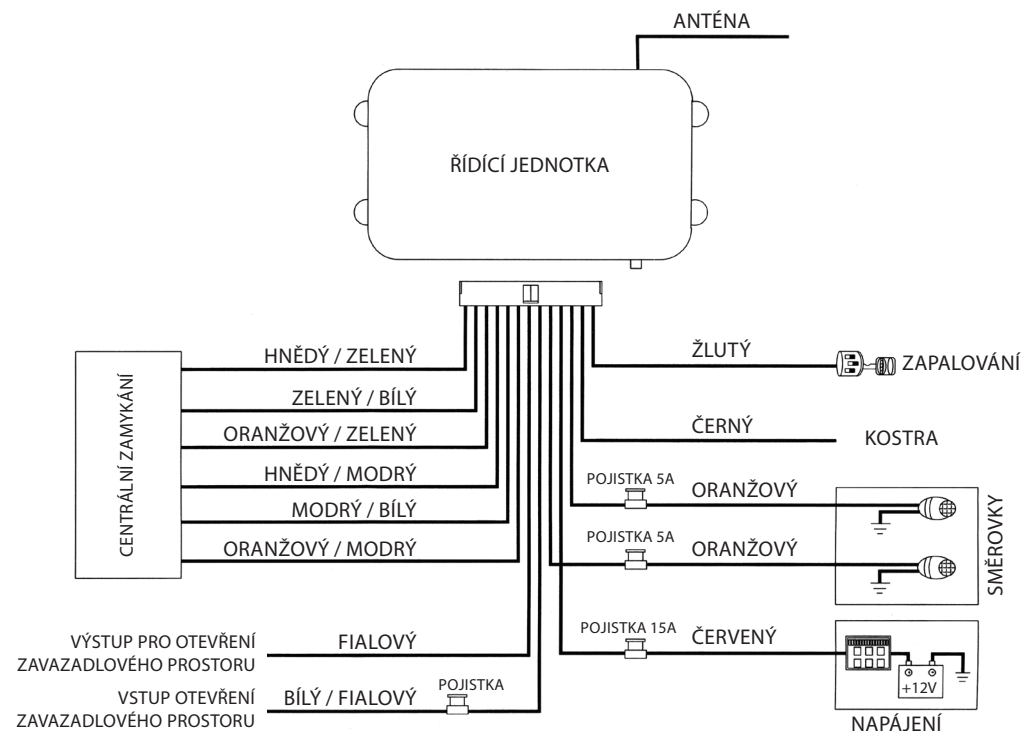 ANTÉNA
ŘÍDÍCÍ JEDNOTKA
CENTRÁLNÍ ZAMYKÁNÍ
HNĚDÝ / ZELENÝ
ZELENÝ / BÍLÝ
ORANŽOVÝ / ZELENÝ
HNĚDÝ / MODRÝ
MODRÝ / BÍLÝ
ORANŽOVÝ / MODRÝ
VÝSTUP PRO OTEVŘENÍ
ZAVAZADLOVÉHO PROSTORU
FIALOVÝ
VSTUP OTEVŘENÍ
ZAVAZADLOVÉHO PROSTORU
BÍLÝ / FIALOVÝ
POJISTKA
ŽLUTÝ
ZAPALOVÁNÍ
ČERNÝ
KOSTRA
POJISTKA 5A
ORANŽOVÝ
POJISTKA 5A
ORANŽOVÝ
SMĚROVKY
POJISTKA 15A
ČERVENÝ
+12V
NAPÁJENÍ